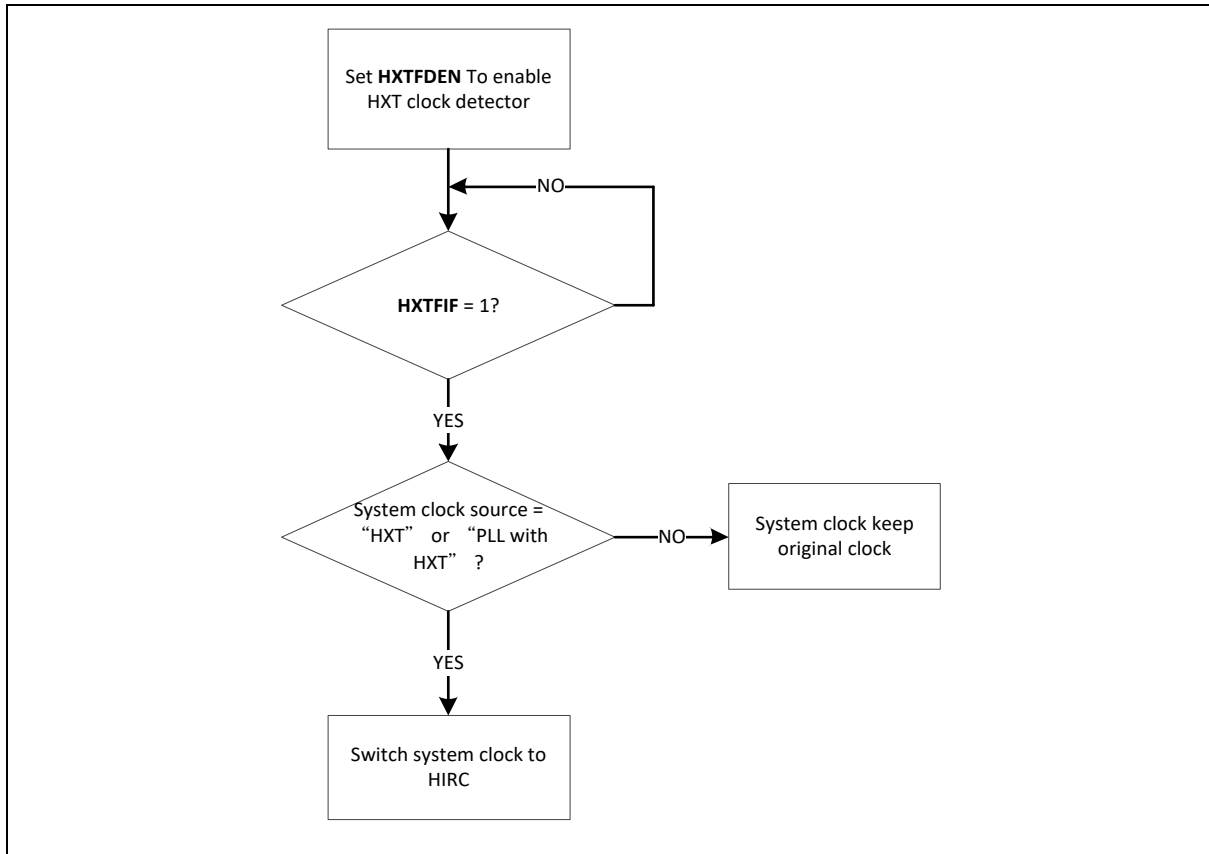 Set HXTFDEN To enable
HXT clock detector
NO
HXTFIF = 1?
YES
System clock source =
“HXT” or “PLL with
HXT” ?
NO
System clock keep
original clock
YES
Switch system clock to
HIRC